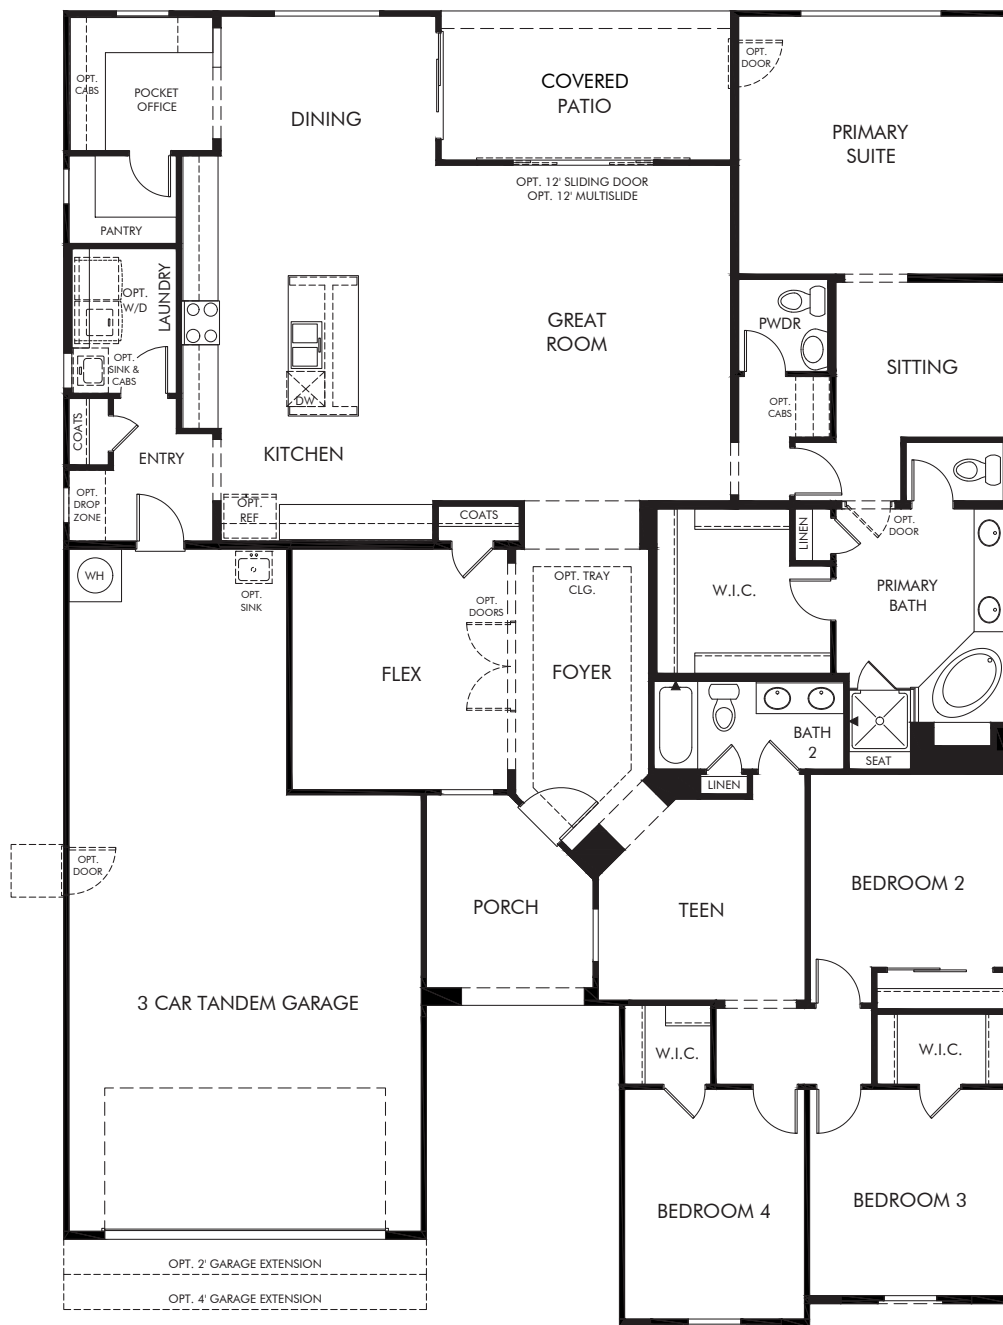 OPT.
CABS
POCKET
OFFICE
DINING
COVERED
PATIO
OPT.
DOOR
PRIMARY
SUITE
OPT. 12' SLIDING DOOR
OPT. 12' MULTISLIDE
PANTRY
LAUNDRY
OPT.
W/D
OPT.
SINK &
CABS
GREAT
ROOM
PWDR
SITTING
OPT.
CABS
DW
COATS
ENTRY
KITCHEN
OPT.
DROP
ZONE
OPT.
REF
COATS
LINEN
OPT.
DOOR
WH
OPT.
SINK
OPT. TRAY
CLG.
OPT.
DOORS
W.I.C.
PRIMARY
BATH
FLEX
FOYER
BATH
2
SEAT
LINEN
OPT.
DOOR
PORCH
TEEN
BEDROOM 2
3 CAR TANDEM GARAGE
W.I.C.
W.I.C.
BEDROOM 4
BEDROOM 3
OPT. 2' GARAGE EXTENSION
OPT. 4' GARAGE EXTENSION